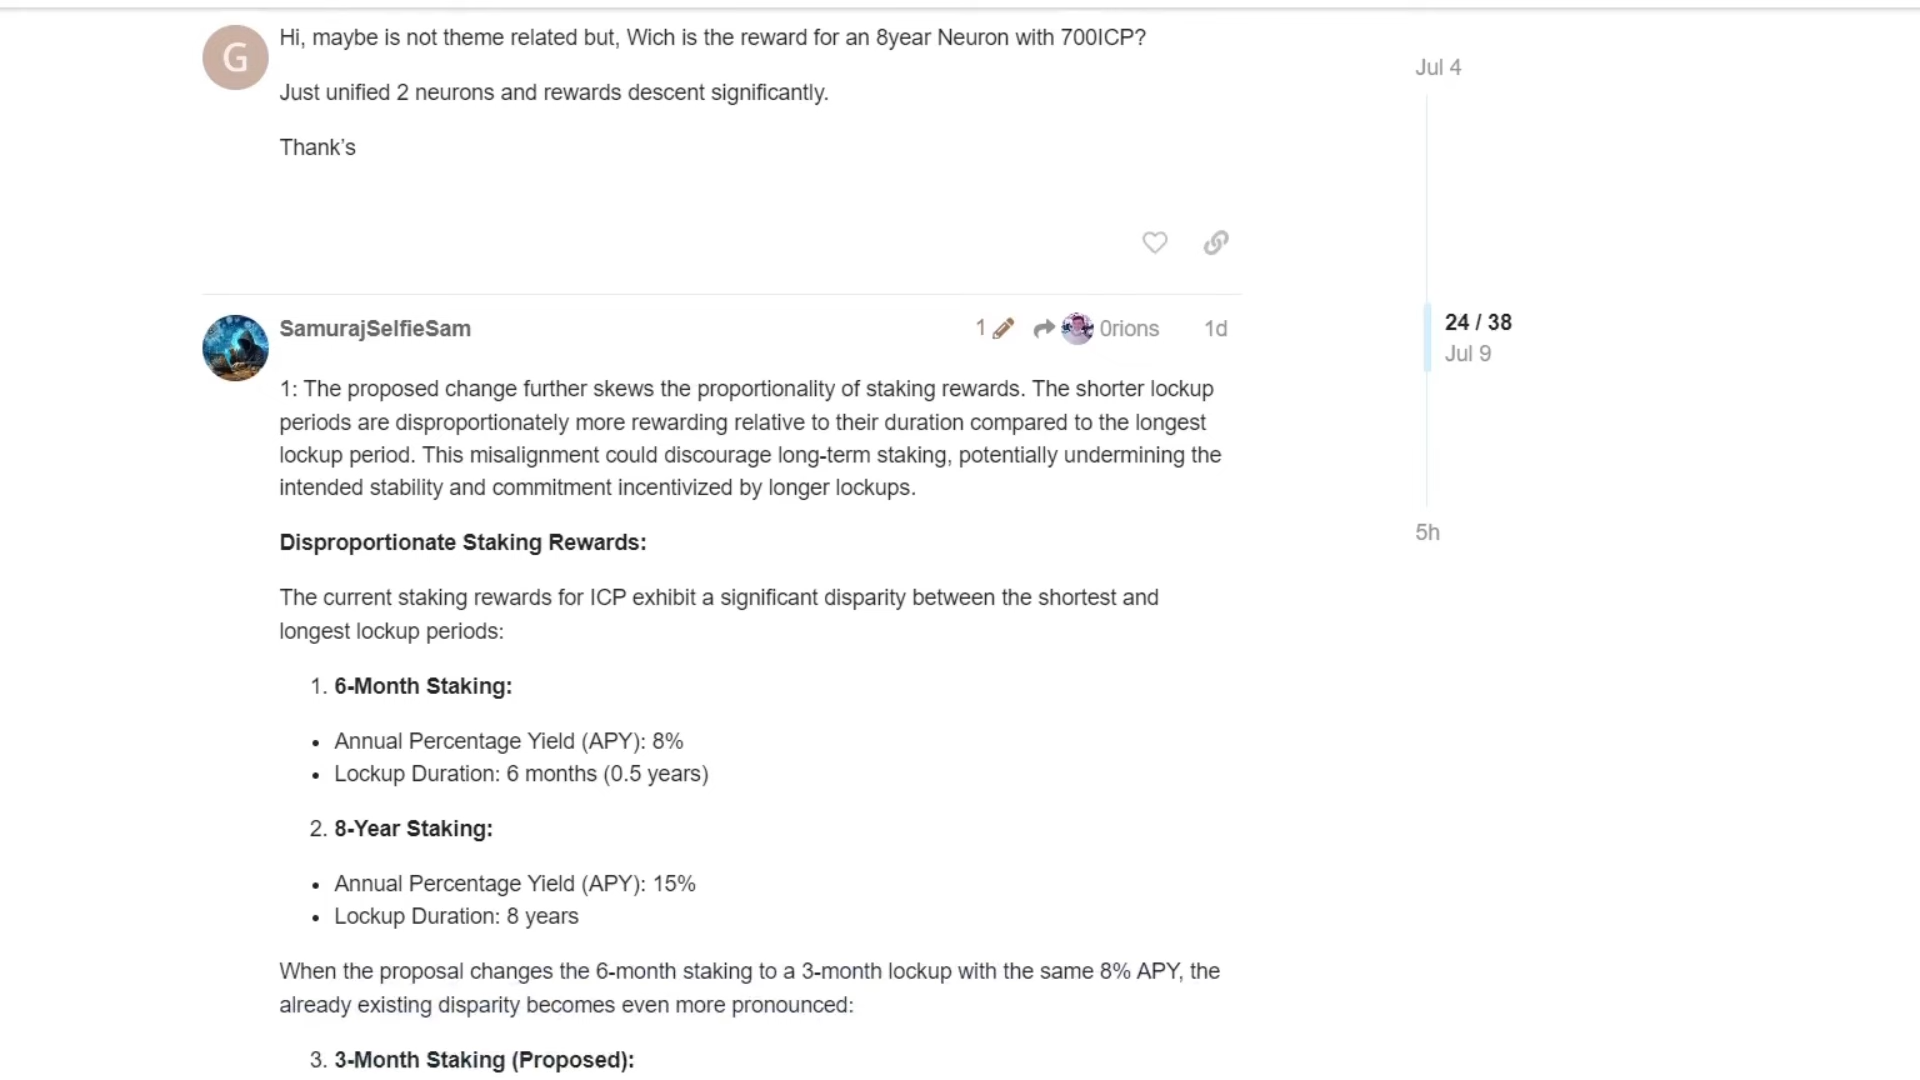 G
Hi, maybe is not theme related but, Wich is the reward for an 8year Neuron with 700ICP?
Just unified 2 neurons and rewards descent significantly.
Thank’s
Jul 4
SamurajSelfieSam 1 0rions 1d
24 / 38
Jul 9
1: The proposed change further skews the proportionality of staking rewards. The shorter lockup
periods are disproportionately more rewarding relative to their duration compared to the longest
lockup period. This misalignment could discourage long-term staking, potentially undermining the
intended stability and commitment incentivized by longer lockups.
5h
Disproportionate Staking Rewards:
The current staking rewards for ICP exhibit a significant disparity between the shortest and
longest lockup periods:
1. 6-Month Staking:
• Annual Percentage Yield (APY): 8%
• Lockup Duration: 6 months (0.5 years)
2. 8-Year Staking:
• Annual Percentage Yield (APY): 15%
• Lockup Duration: 8 years
When the proposal changes the 6-month staking to a 3-month lockup with the same 8% APY, the
already existing disparity becomes even more pronounced:
3. 3-Month Staking (Proposed):